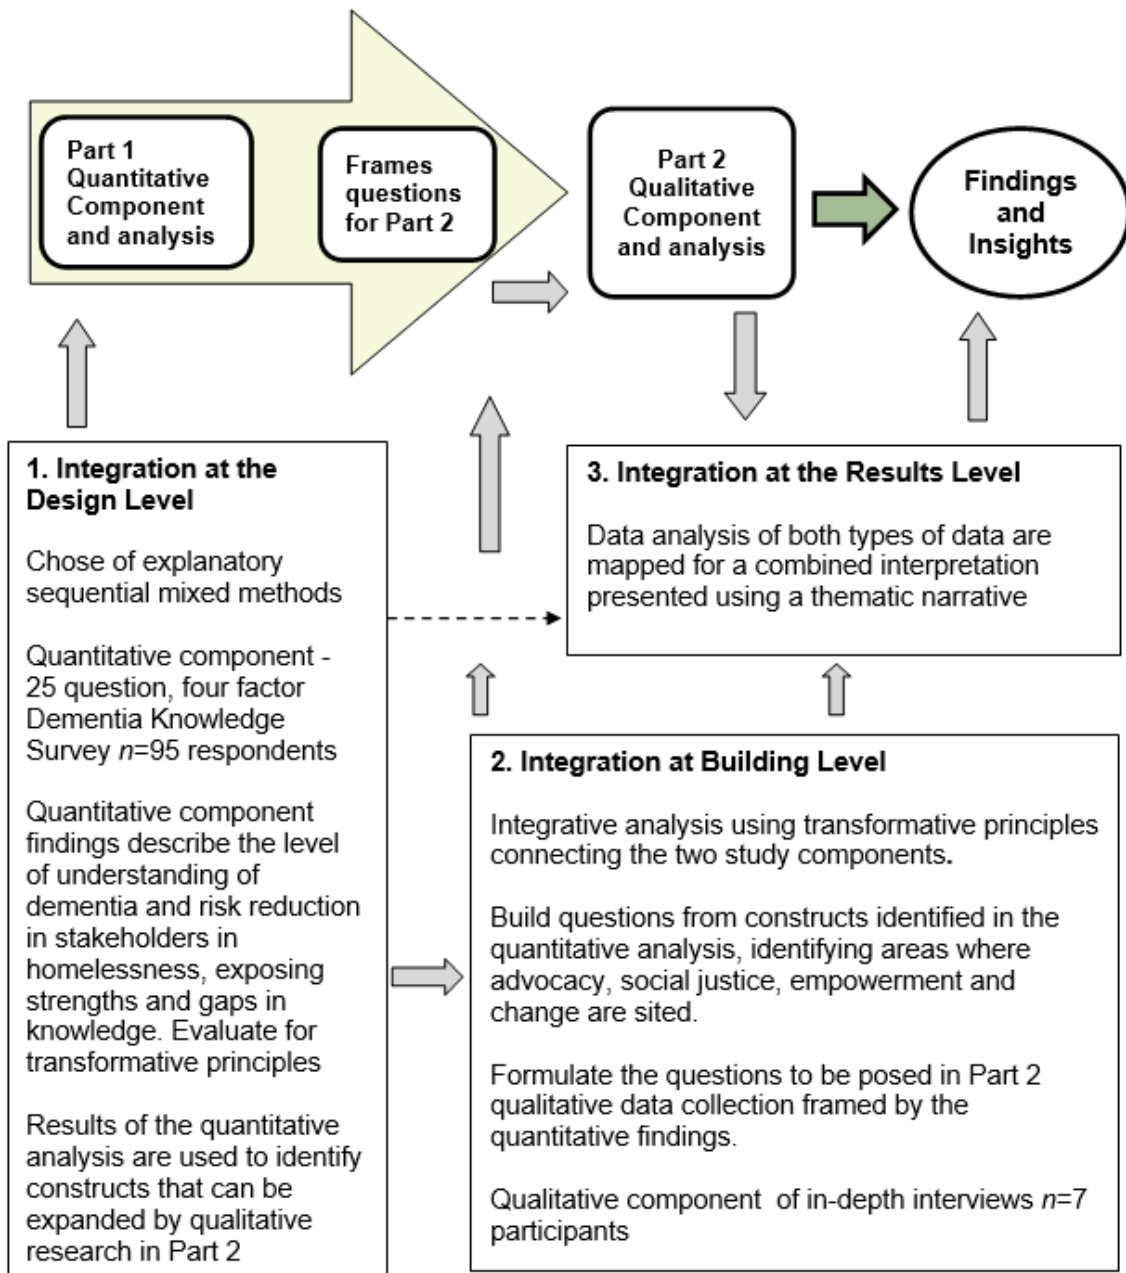 Part 1
Quantitative
Component
and analysis
Frames
questions
for Part 2
Part 2
Qualitative
Component
and analysis
Findings
and
Insights
1. Integration at the
Design Level
Chose of explanatory
sequential mixed methods
Quantitative component -
25 question, four factor
Dementia Knowledge
Survey n=95 respondents
Quantitative component
findings describe the level
of understanding of
dementia and risk reduction
in stakeholders in
homelessness, exposing
strengths and gaps in
knowledge. Evaluate for
transformative principles
Results of the quantitative
analysis are used to identify
constructs that can be
expanded by qualitative
research in Part 2
3. Integration at the Results Level
Data analysis of both types of data are
mapped for a combined interpretation
presented using a thematic narrative
2. Integration at Building Level
Integrative analysis using transformative principles
connecting the two study components.
Build questions from constructs identified in the
quantitative analysis, identifying areas where
advocacy, social justice, empowerment and
change are sited.
Formulate the questions to be posed in Part 2
qualitative data collection framed by the
quantitative findings.
Qualitative component  of in-depth interviews n=7
participants